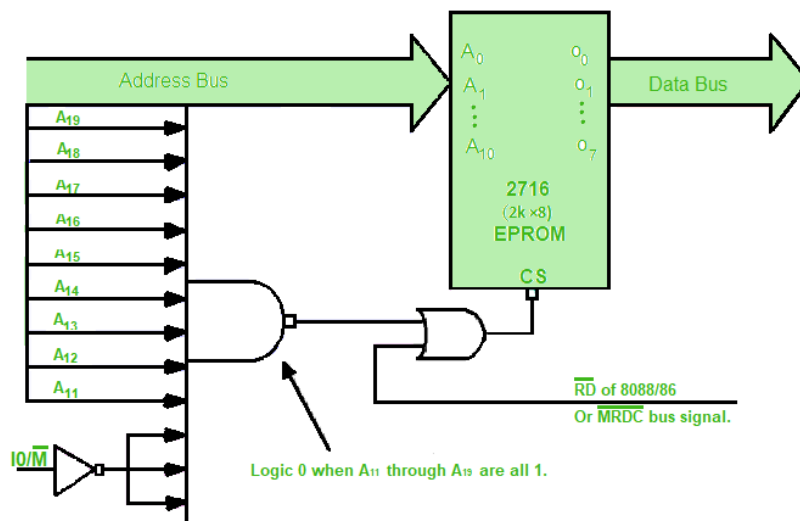 Address Bus
A₀ o₀
A₁ o₁
A₁₀ o₇
2716
(2k ×8)
EPROM
CS
Data Bus
A₁₉
A₁₈
A₁₇
A₁₆
A₁₅
A₁₄
A₁₃
A₁₂
A₁₁
IO/M̅
R̅D̅ of 8088/86
Or M̅R̅D̅C̅ bus signal.
Logic 0 when A₁₁ through A₁₉ are all 1.